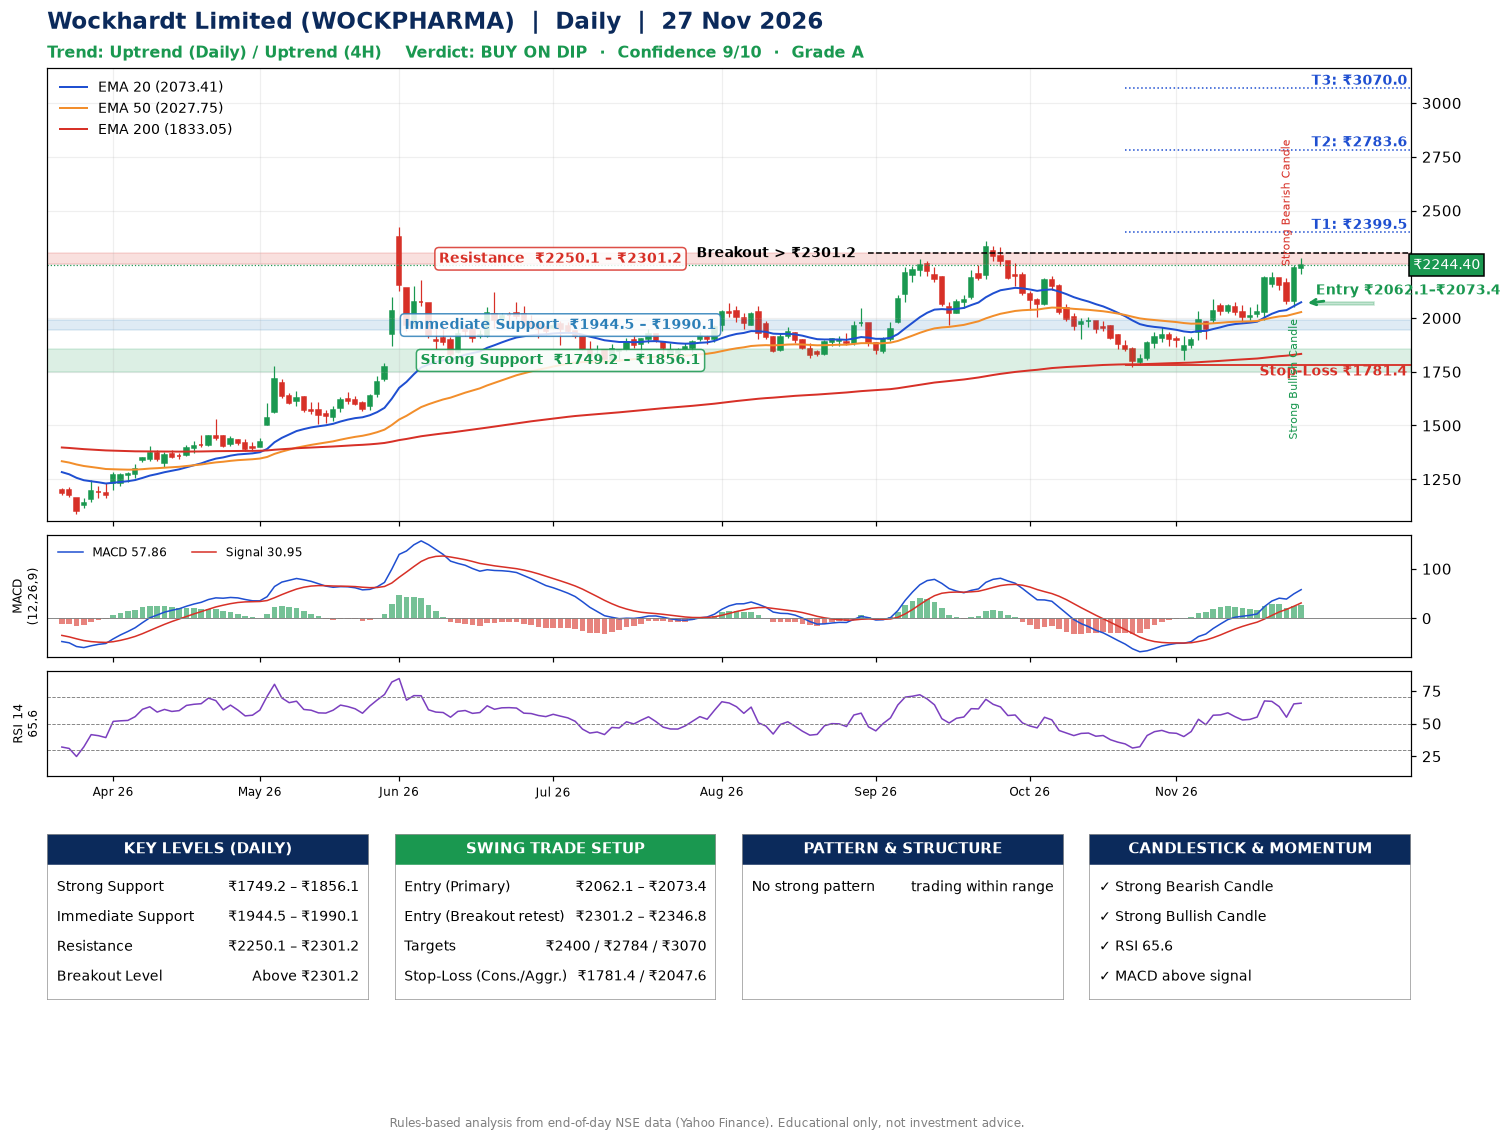 Wockhardt Limited (WOCKPHARMA)  |  Daily  |  27 Nov 2026
Trend: Uptrend (Daily) / Uptrend (4H)    Verdict: BUY ON DIP  ·  Confidence 9/10  ·  Grade A
EMA 20 (2073.41)
EMA 50 (2027.75)
EMA 200 (1833.05)
T3: ₹3070.0
T2: ₹2783.6
T1: ₹2399.5
Strong Bearish Candle
Breakout > ₹2301.2
Resistance  ₹2250.1 – ₹2301.2
₹2244.40
Entry ₹2062.1–₹2073.4
Immediate Support  ₹1944.5 – ₹1990.1
Strong Support  ₹1749.2 – ₹1856.1
Stop-Loss ₹1781.4
Strong Bullish Candle
3000
2750
2500
2000
1750
1500
1250
MACD (12,26,9)
MACD 57.86
Signal 30.95
100
0
RSI 14
65.6
75
50
25
Apr 26
May 26
Jun 26
Jul 26
Aug 26
Sep 26
Oct 26
Nov 26
KEY LEVELS (DAILY)
Strong Support ₹1749.2 – ₹1856.1
Immediate Support ₹1944.5 – ₹1990.1
Resistance ₹2250.1 – ₹2301.2
Breakout Level Above ₹2301.2
SWING TRADE SETUP
Entry (Primary) ₹2062.1 – ₹2073.4
Entry (Breakout retest) ₹2301.2 – ₹2346.8
Targets ₹2400 / ₹2784 / ₹3070
Stop-Loss (Cons./Aggr.) ₹1781.4 / ₹2047.6
PATTERN & STRUCTURE
No strong pattern trading within range
CANDLESTICK & MOMENTUM
✓ Strong Bearish Candle
✓ Strong Bullish Candle
✓ RSI 65.6
✓ MACD above signal
Rules-based analysis from end-of-day NSE data (Yahoo Finance). Educational only, not investment advice.